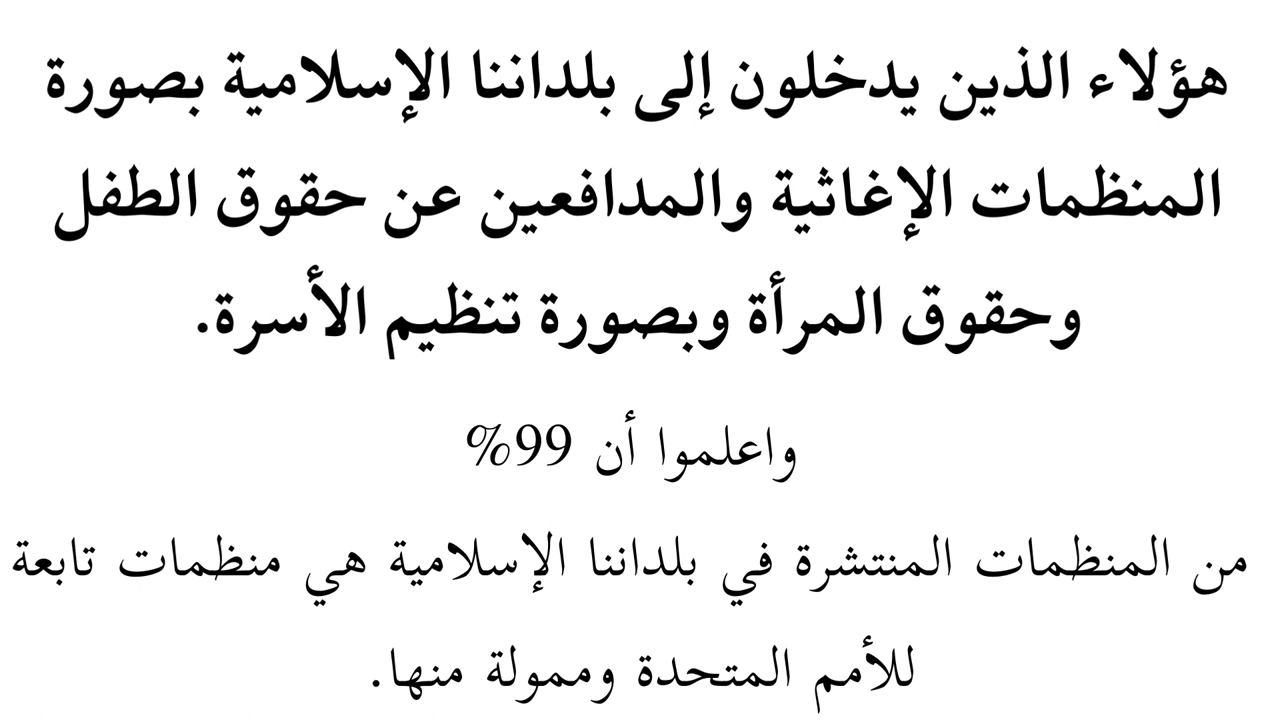 هؤلاء الذين يدخلون إلى بلداننا الإسلامية بصورة
المنظمات الإغاثية والمدافعين عن حقوق الطفل
وحقوق المرأة وبصورة تنظيم الأسرة.
واعلموا أن 99%
من المنظمات المنتشرة في بلداننا الإسلامية هي منظمات تابعة
للأمم المتحدة وممولة منها.